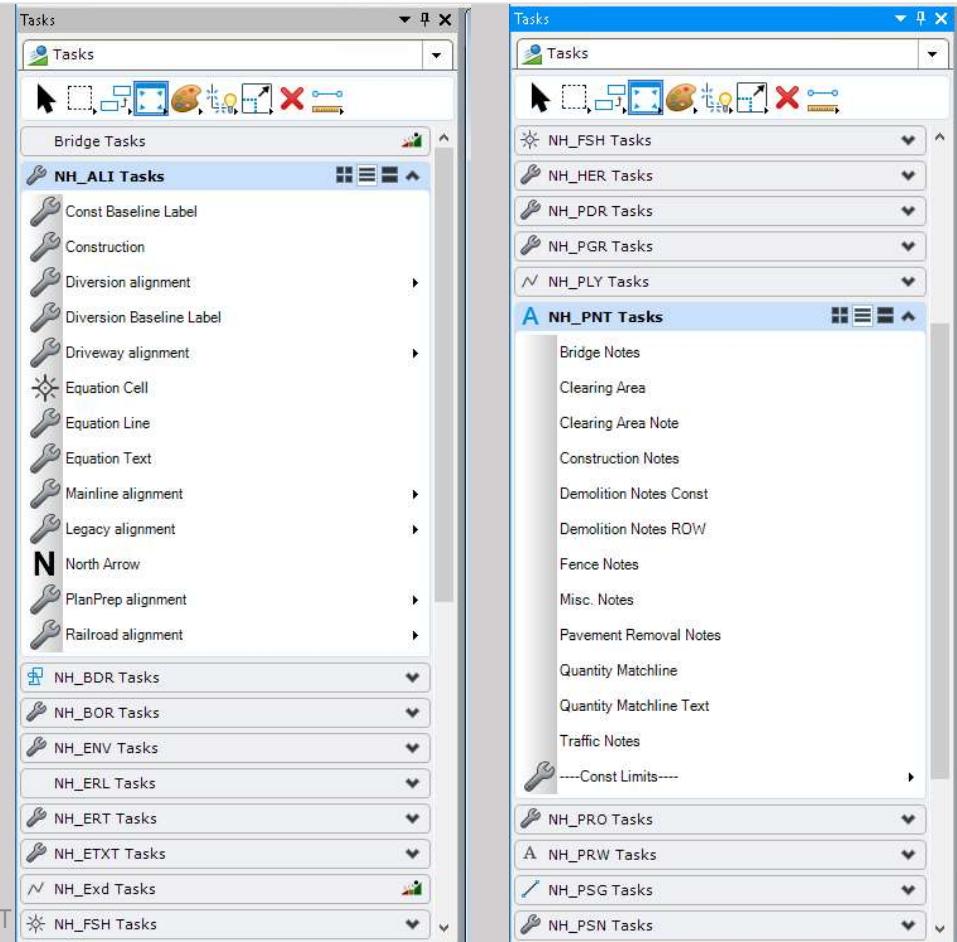 Tasks
Tasks
Bridge Tasks
NH_ALI Tasks
Const Baseline Label
Construction
Diversion alignment
Diversion Baseline Label
Driveway alignment
Equation Cell
Equation Line
Equation Text
Mainline alignment
Legacy alignment
N North Arrow
PlanPrep alignment
Railroad alignment
NH_BDR Tasks
NH_BOR Tasks
NH_ENV Tasks
NH_ERL Tasks
NH_ERT Tasks
NH_ETXT Tasks
NH_Exd Tasks
T
NH_FSH Tasks
Tasks
Tasks
NH_FSH Tasks
NH_HER Tasks
NH_PDR Tasks
NH_PGR Tasks
NH_PLY Tasks
A NH_PNT Tasks
Bridge Notes
Clearing Area
Clearing Area Note
Construction Notes
Demolition Notes Const
Demolition Notes ROW
Fence Notes
Misc. Notes
Pavement Removal Notes
Quantity Matchline
Quantity Matchline Text
Traffic Notes
----Const Limits----
NH_PRO Tasks
A NH_PRW Tasks
NH_PSG Tasks
NH_PSN Tasks